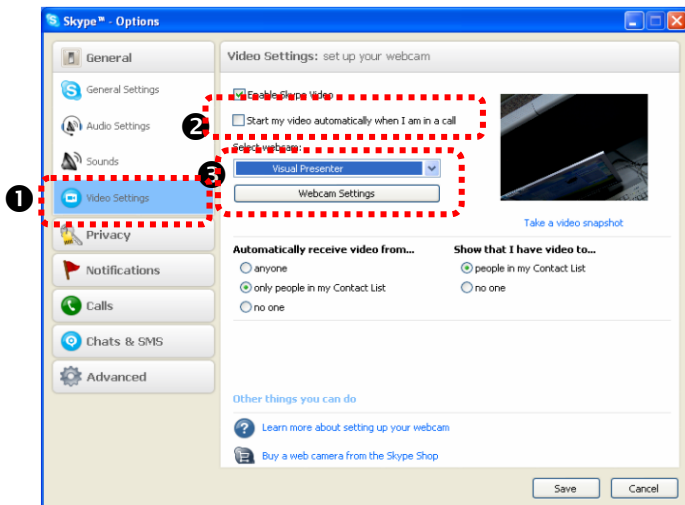 Skype™ - Options
General
General Settings
Audio Settings
Sounds
Video Settings
Privacy
Notifications
Calls
Chats & SMS
Advanced
Video Settings: set up your webcam
Enable Skype Video
Start my video automatically when I am in a call
Select webcam:
Visual Presenter
Webcam Settings
Take a video snapshot
Automatically receive video from...
anyone
only people in my Contact List
no one
Show that I have video to...
people in my Contact List
no one
Other things you can do
Learn more about setting up your webcam
Buy a web camera from the Skype Shop
Save
Cancel
❶
❷
❸